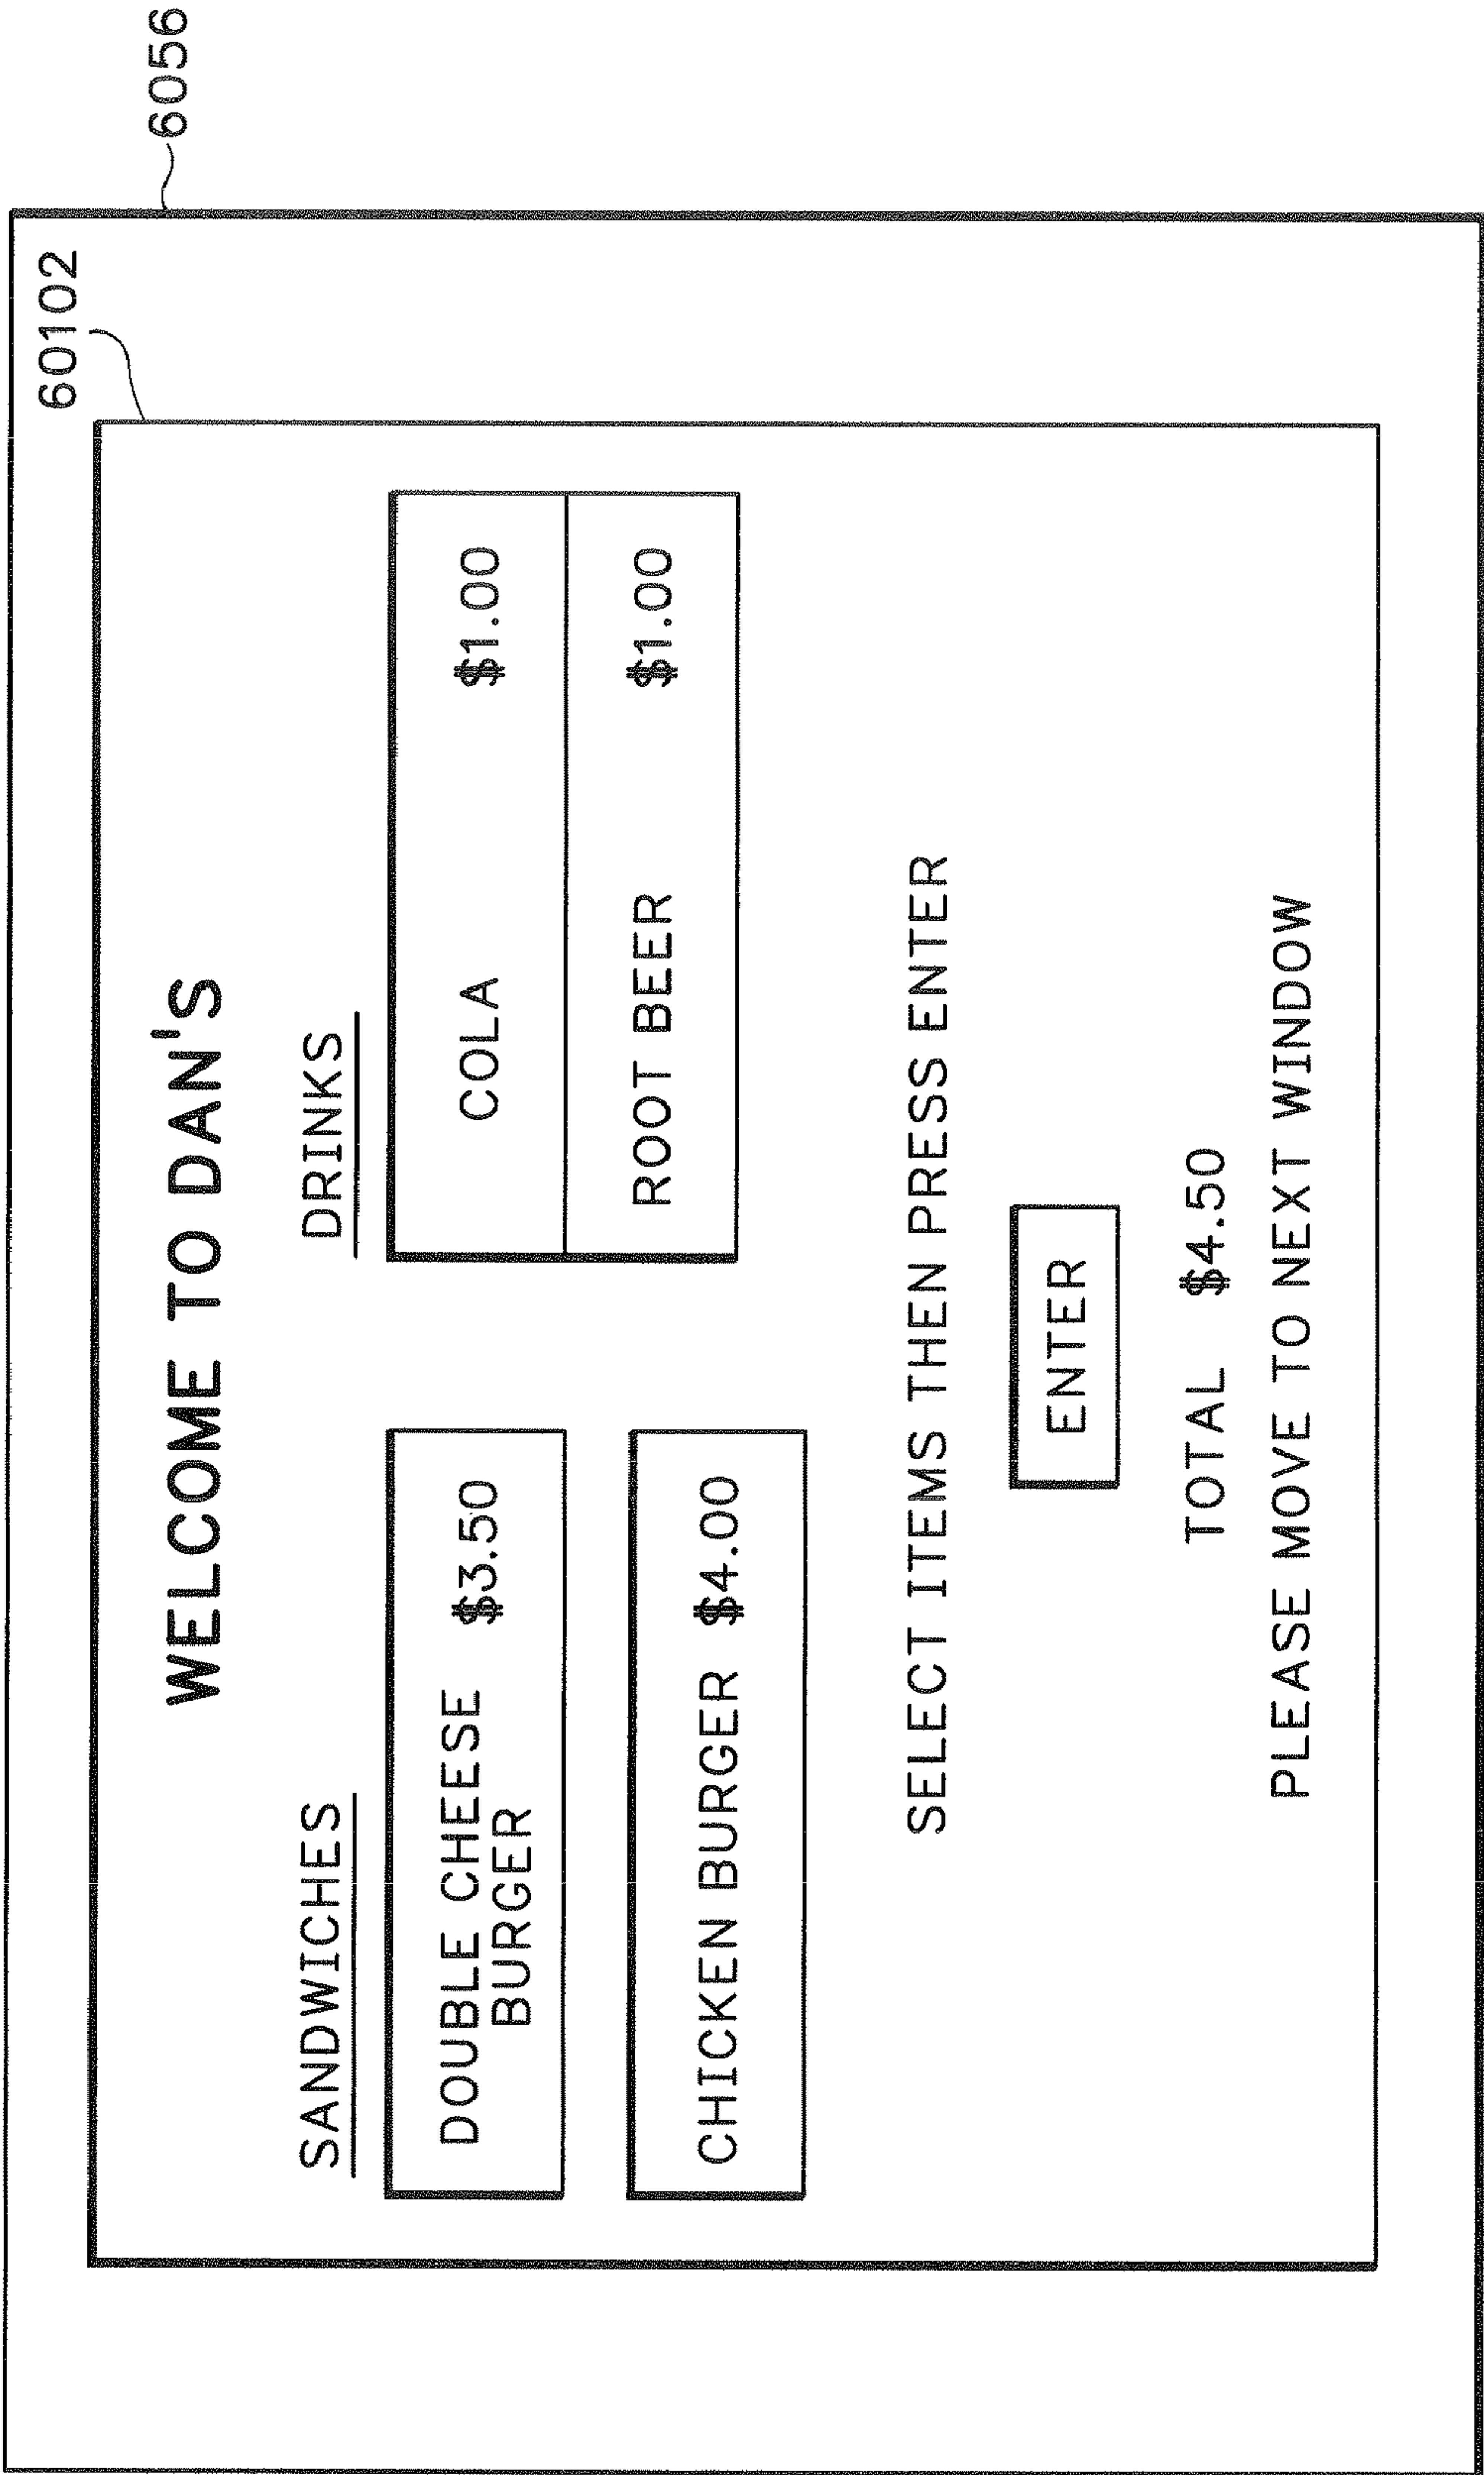 6056
60102
WELCOME TO DAN'S
SANDWICHES
DOUBLE CHEESE $3.50
BURGER
CHICKEN BURGER $4.00
DRINKS
COLA $1.00
ROOT BEER $1.00
SELECT ITEMS THEN PRESS ENTER
ENTER
TOTAL $4.50
PLEASE MOVE TO NEXT WINDOW